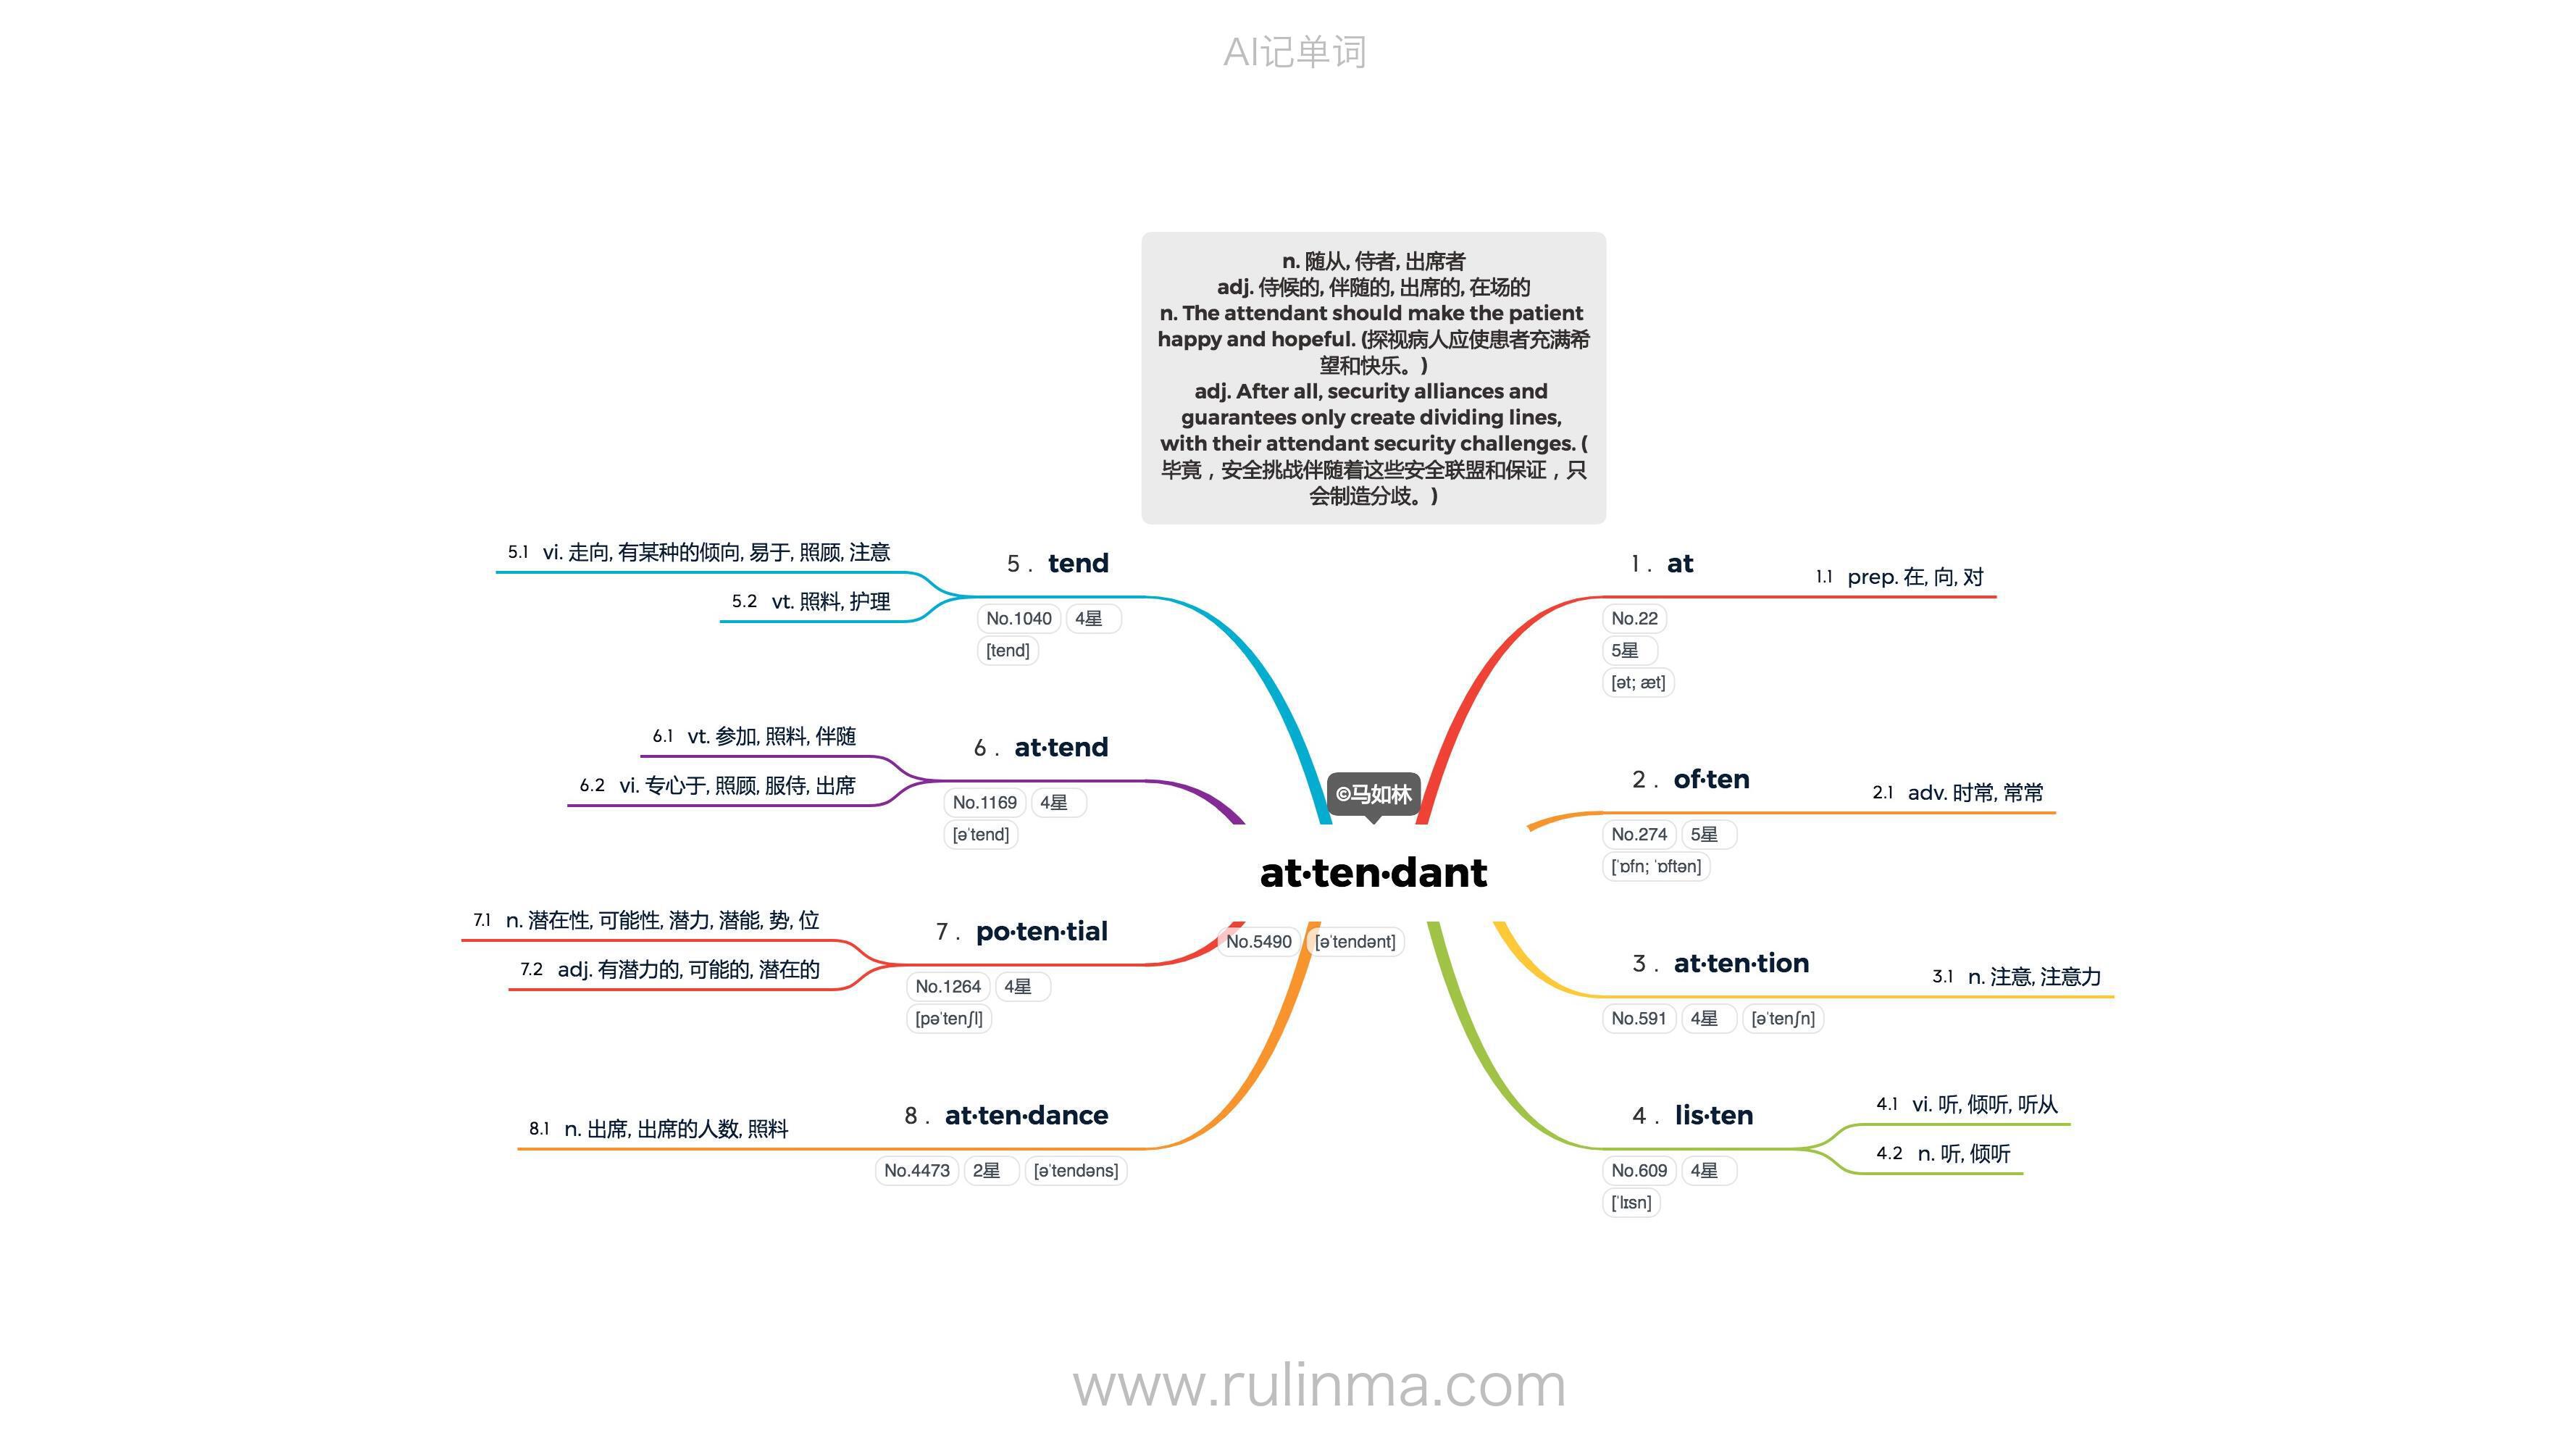 AI记单词
n. 随从, 侍者, 出席者
adj. 侍候的, 伴随的, 出席的, 在场的
n. The attendant should make the patient
happy and hopeful. (探视病人应使患者充满希
望和快乐。)
adj. After all, security alliances and
guarantees only create dividing lines,
with their attendant security challenges. (
毕竟，安全挑战伴随着这些安全联盟和保证，只
会制造分歧。)
©马如林
at·ten·dant
No.5490 [əˈtendənt]
1. at
No.22
5星
[ət; æt]
1.1 prep. 在, 向, 对
2. of·ten
No.274 5星
[ˈɒfn; ˈɒftən]
2.1 adv. 时常, 常常
3. at·ten·tion
No.591 4星 [əˈtenʃn]
3.1 n. 注意, 注意力
4. lis·ten
No.609 4星
[ˈlɪsn]
4.1 vi. 听, 倾听, 听从
4.2 n. 听, 倾听
5. tend
No.1040 4星
[tend]
5.1 vi. 走向, 有某种的倾向, 易于, 照顾, 注意
5.2 vt. 照料, 护理
6. at·tend
No.1169 4星
[əˈtend]
6.1 vt. 参加, 照料, 伴随
6.2 vi. 专心于, 照顾, 服侍, 出席
7. po·ten·tial
No.1264 4星
[pəˈtenʃl]
7.1 n. 潜在性, 可能性, 潜力, 潜能, 势, 位
7.2 adj. 有潜力的, 可能的, 潜在的
8. at·ten·dance
No.4473 2星 [əˈtendəns]
8.1 n. 出席, 出席的人数, 照料
www.rulinma.com